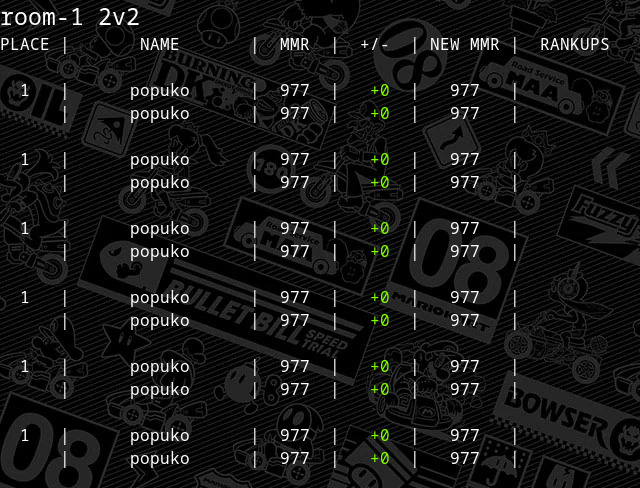 room-1 2v2
PLACE | NAME | MMR | +/- | NEW MMR | RANKUPS
1 | popuko | 977 | +0 | 977 |
| popuko | 977 | +0 | 977 |
1 | popuko | 977 | +0 | 977 |
| popuko | 977 | +0 | 977 |
1 | popuko | 977 | +0 | 977 |
| popuko | 977 | +0 | 977 |
1 | popuko | 977 | +0 | 977 |
| popuko | 977 | +0 | 977 |
1 | popuko | 977 | +0 | 977 |
| popuko | 977 | +0 | 977 |
1 | popuko | 977 | +0 | 977 |
| popuko | 977 | +0 | 977 |
BURNING
DK
Road Service
MAA
Fuzzy
08
BULLET BILL
SPEED
TRIAL
BOWSER
08